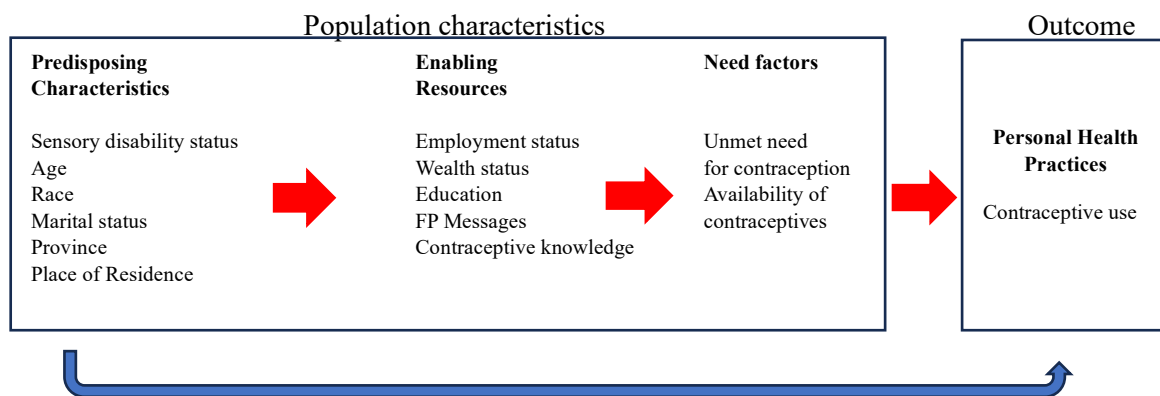 Population characteristics
Outcome
Predisposing
Characteristics
Sensory disability status
Age
Race
Marital status
Province
Place of Residence
Enabling
Resources
Employment status
Wealth status
Education
FP Messages
Contraceptive knowledge
Need factors
Unmet need
for contraception
Availability of
contraceptives
Personal Health
Practices
Contraceptive use